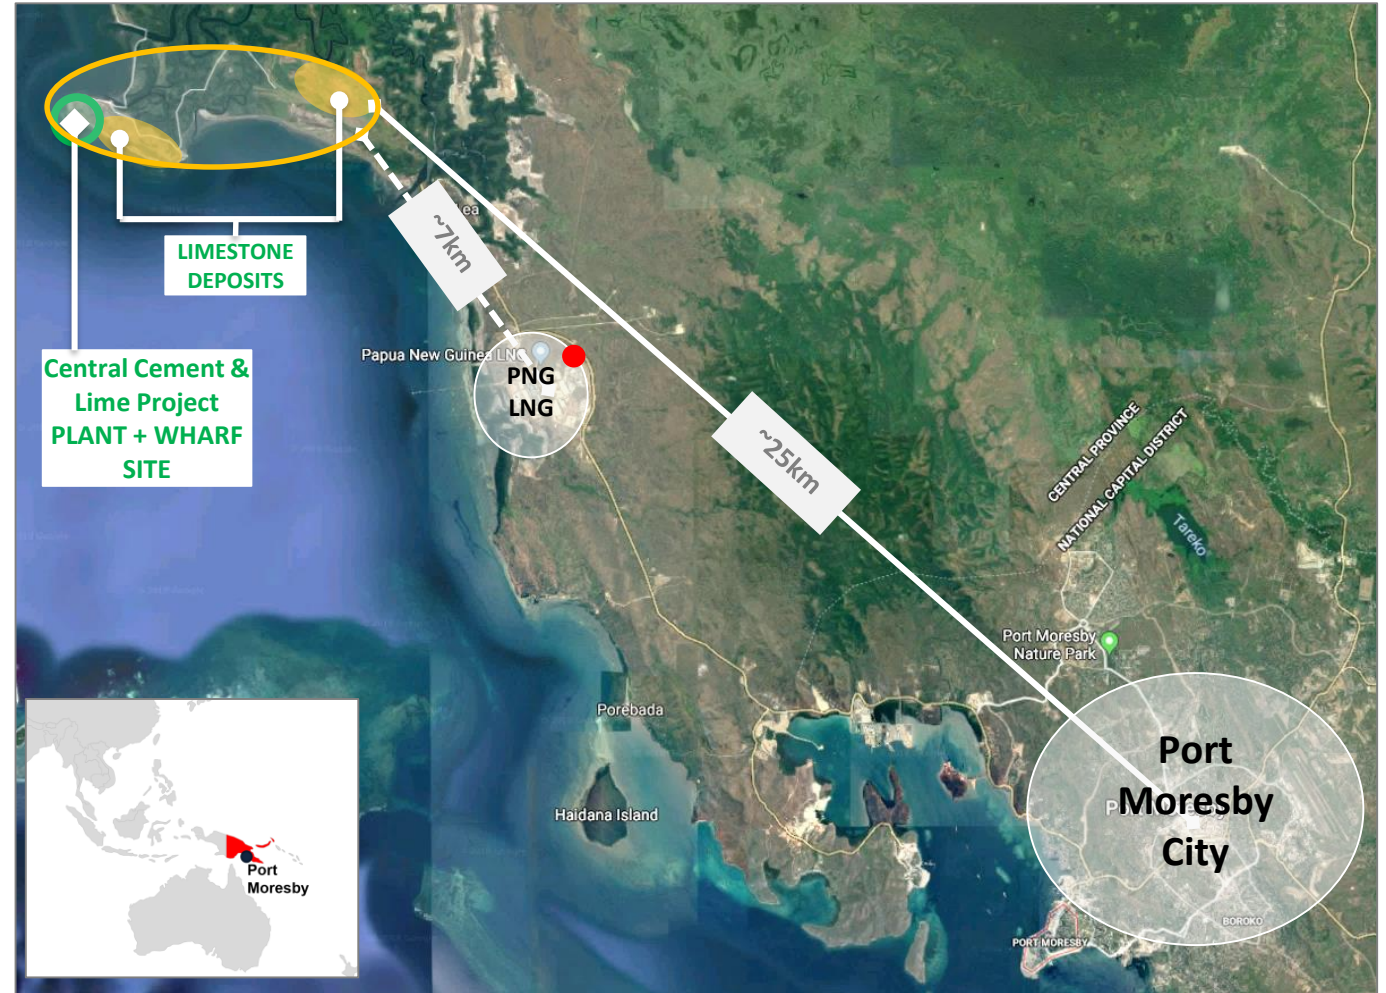 Lea
~7km
LIMESTONE
DEPOSITS
Central Cement &
Lime Project
PLANT + WHARF
SITE
Papua New Guinea LNG
PNG
LNG
~25km
CENTRAL PROVINCE
NATIONAL CAPITAL DISTRICT
Tareko
Port Moresby
Nature Park
Porebada
Haidana Island
Port
Moresby
City
BOROKO
PORT MORESBY
Port
Moresby